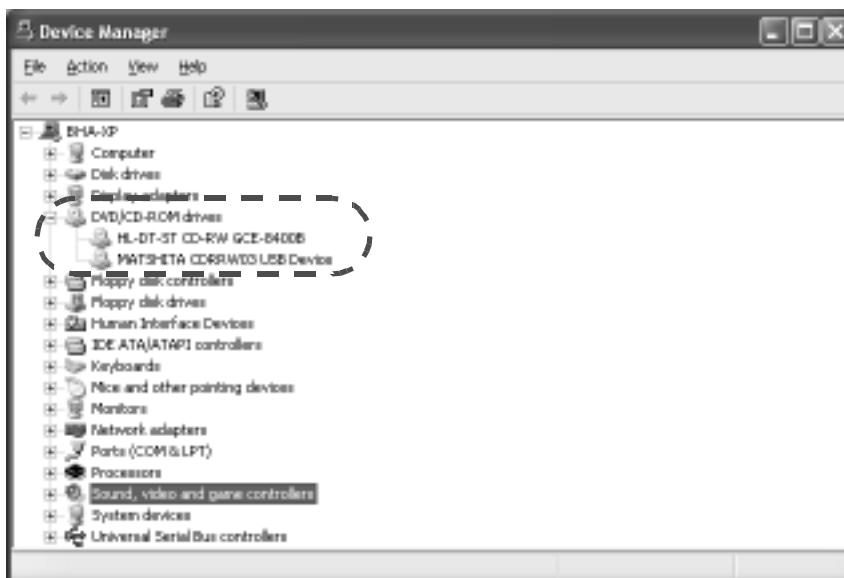 Device Manager
File Action View Help
BHA-XP
Computer
Disk drives
Display adapters
DVD/CD-ROM drives
HL-DT-ST CD-RW GCE-8400B
MATSHITA CDRRW03 USB Device
Floppy disk controllers
Floppy disk drives
Human Interface Devices
IDE ATA/ATAPI controllers
Keyboards
Mice and other pointing devices
Monitors
Network adapters
Ports (COM & LPT)
Processors
Sound, video and game controllers
System devices
Universal Serial Bus controllers